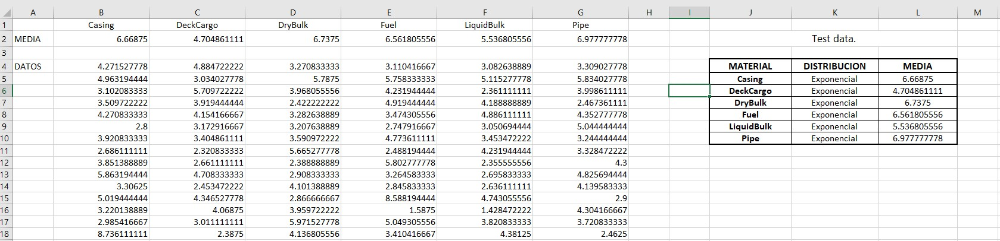 A B C D E F G H I J K L M
1 Casing DeckCargo DryBulk Fuel LiquidBulk Pipe
2 MEDIA 6.66875 4.704861111 6.7375 6.561805556 5.536805556 6.977777778 Test data.
3
4 DATOS 4.271527778 4.884722222 3.270833333 3.110416667 3.082638889 3.309027778 MATERIAL DISTRIBUCION MEDIA
5 4.963194444 3.034027778 5.7875 5.758333333 5.115277778 5.834027778 Casing Exponencial 6.66875
6 3.102083333 5.709722222 3.968055556 4.231944444 2.361111111 3.998611111 DeckCargo Exponencial 4.704861111
7 3.509722222 3.919444444 2.422222222 4.919444444 4.188888889 2.467361111 DryBulk Exponencial 6.7375
8 4.270833333 4.154166667 3.282638889 3.474305556 4.886111111 4.352777778 Fuel Exponencial 6.561805556
9 2.8 3.172916667 3.207638889 2.747916667 3.050694444 5.044444444 LiquidBulk Exponencial 5.536805556
10 3.920833333 3.404861111 3.590972222 4.773611111 3.453472222 3.244444444 Pipe Exponencial 6.977777778
11 2.686111111 2.320833333 5.665277778 2.488194444 4.231944444 3.328472222
12 3.851388889 2.661111111 2.388888889 5.802777778 2.355555556 4.3
13 5.863194444 4.708333333 2.908333333 3.264583333 2.695833333 4.825694444
14 3.30625 2.453472222 4.101388889 2.845833333 2.636111111 4.139583333
15 5.019444444 4.346527778 2.866666667 8.588194444 4.743055556 2.9
16 3.220138889 4.06875 3.959722222 1.5875 1.428472222 4.304166667
17 2.985416667 3.011111111 5.971527778 5.049305556 3.820833333 3.720833333
18 8.736111111 2.3875 4.136805556 3.410416667 4.38125 2.4625